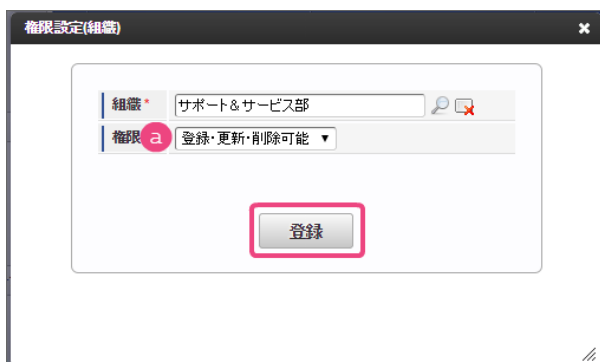 権限設定(組織)
組織*
サポート&サービス部
権限 a
登録・更新・削除可能
登録